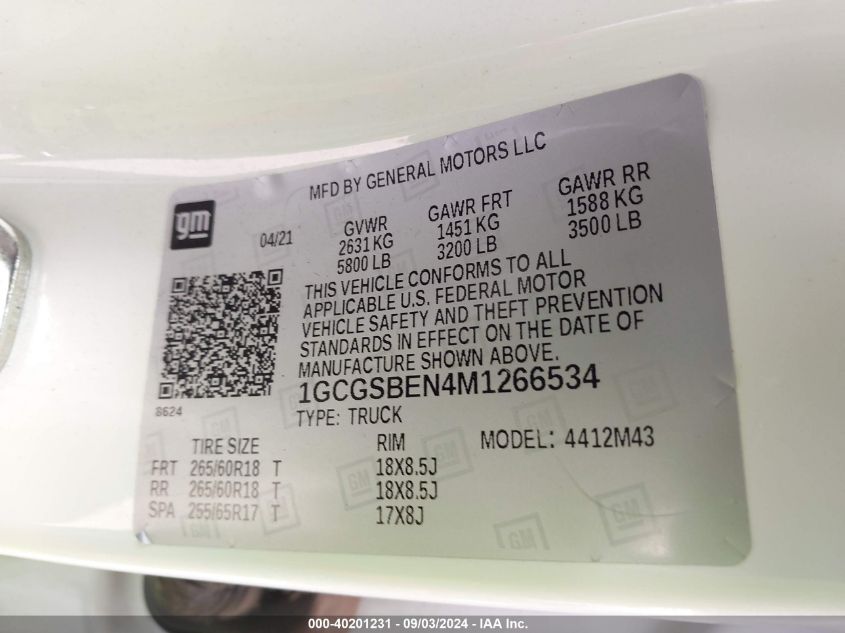 MFD BY GENERAL MOTORS LLC
gm
04/21
GVWR GAWR FRT GAWR RR
2631 KG 1451 KG 1588 KG
5800 LB 3200 LB 3500 LB
THIS VEHICLE CONFORMS TO ALL
APPLICABLE U.S. FEDERAL MOTOR
VEHICLE SAFETY AND THEFT PREVENTION
STANDARDS IN EFFECT ON THE DATE OF
MANUFACTURE SHOWN ABOVE.
1GCGSBEN4M1266534
8624
TYPE: TRUCK
TIRE SIZE RIM MODEL: 4412M43
FRT 265/60R18 T 18X8.5J
RR 265/60R18 T 18X8.5J
SPA 255/65R17 T 17X8J
GM
GM
GM
000-40201231 - 09/03/2024 - IAA Inc.